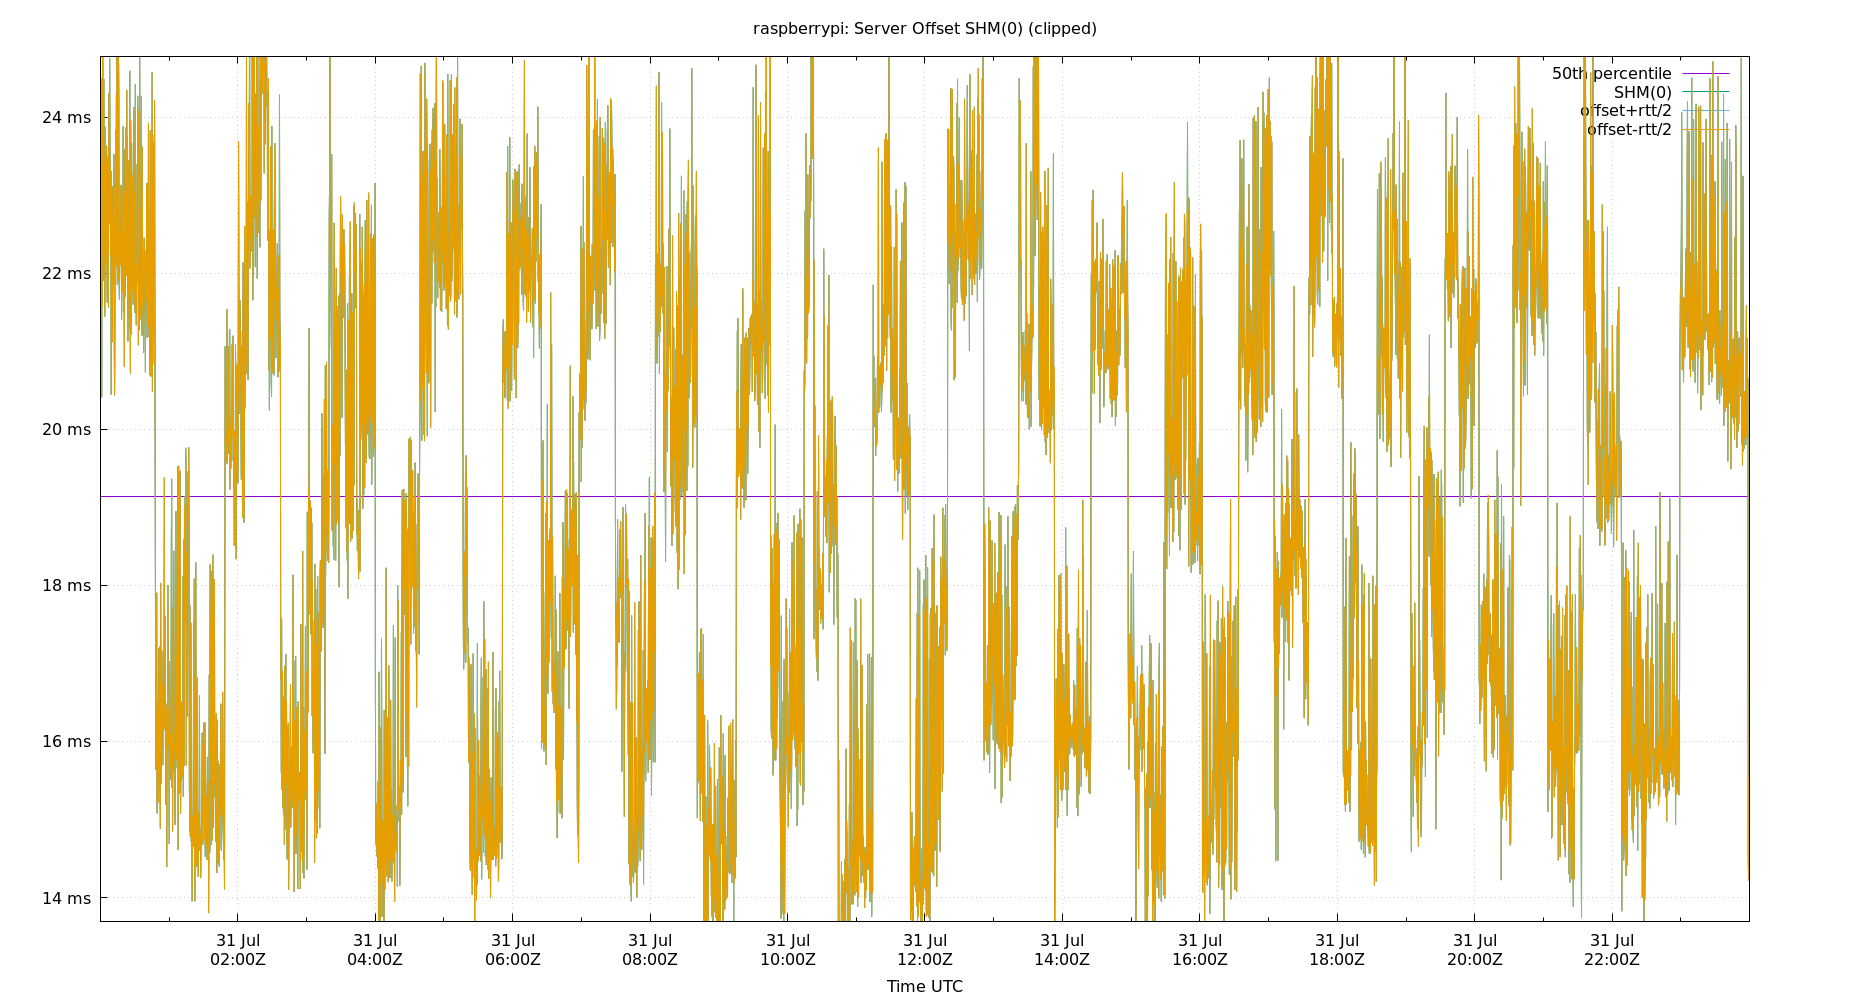 raspberrypi: Server Offset SHM(0) (clipped)
50th percentile
SHM(0)
offset+rtt/2
offset-rtt/2
24 ms
22 ms
20 ms
18 ms
16 ms
14 ms
31 Jul 31 Jul 31 Jul 31 Jul 31 Jul 31 Jul 31 Jul 31 Jul 31 Jul 31 Jul 31 Jul
02:00Z 04:00Z 06:00Z 08:00Z 10:00Z 12:00Z 14:00Z 16:00Z 18:00Z 20:00Z 22:00Z
Time UTC